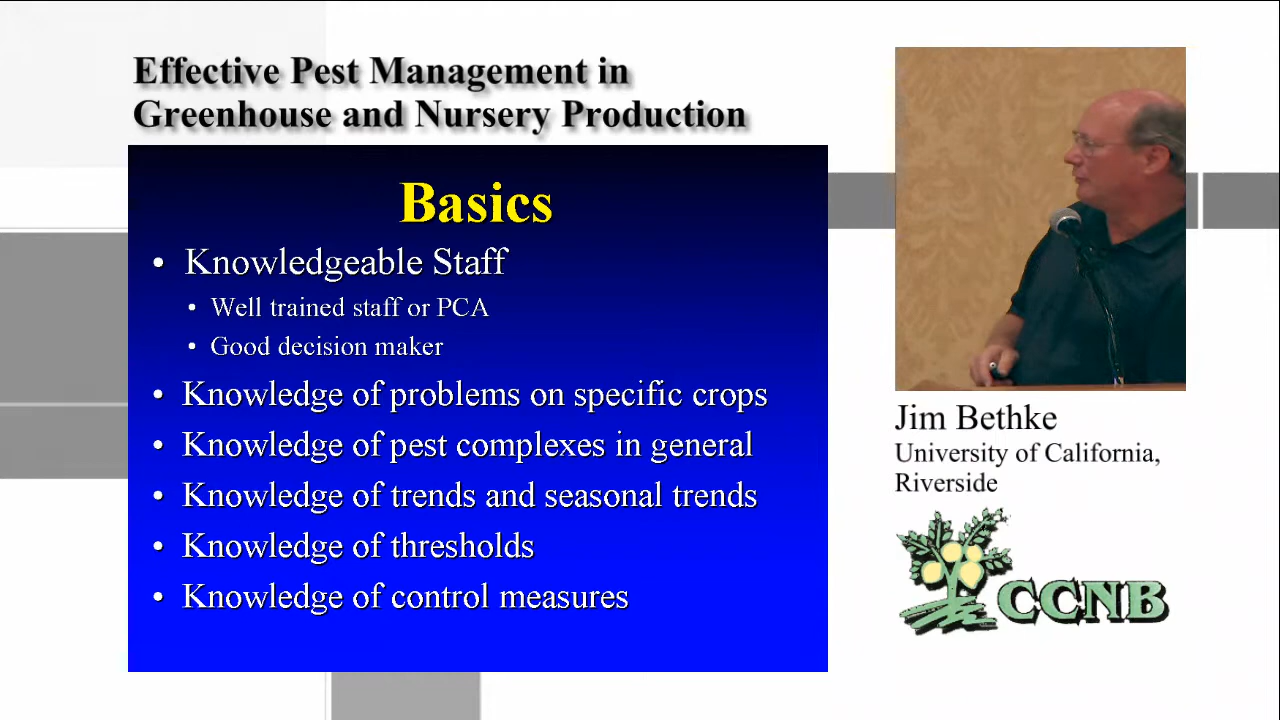 Effective Pest Management in
Greenhouse and Nursery Production
Basics
• Knowledgeable Staff
• Well trained staff or PCA
• Good decision maker
• Knowledge of problems on specific crops
• Knowledge of pest complexes in general
• Knowledge of trends and seasonal trends
• Knowledge of thresholds
• Knowledge of control measures
Jim Bethke
University of California,
Riverside
CCNB